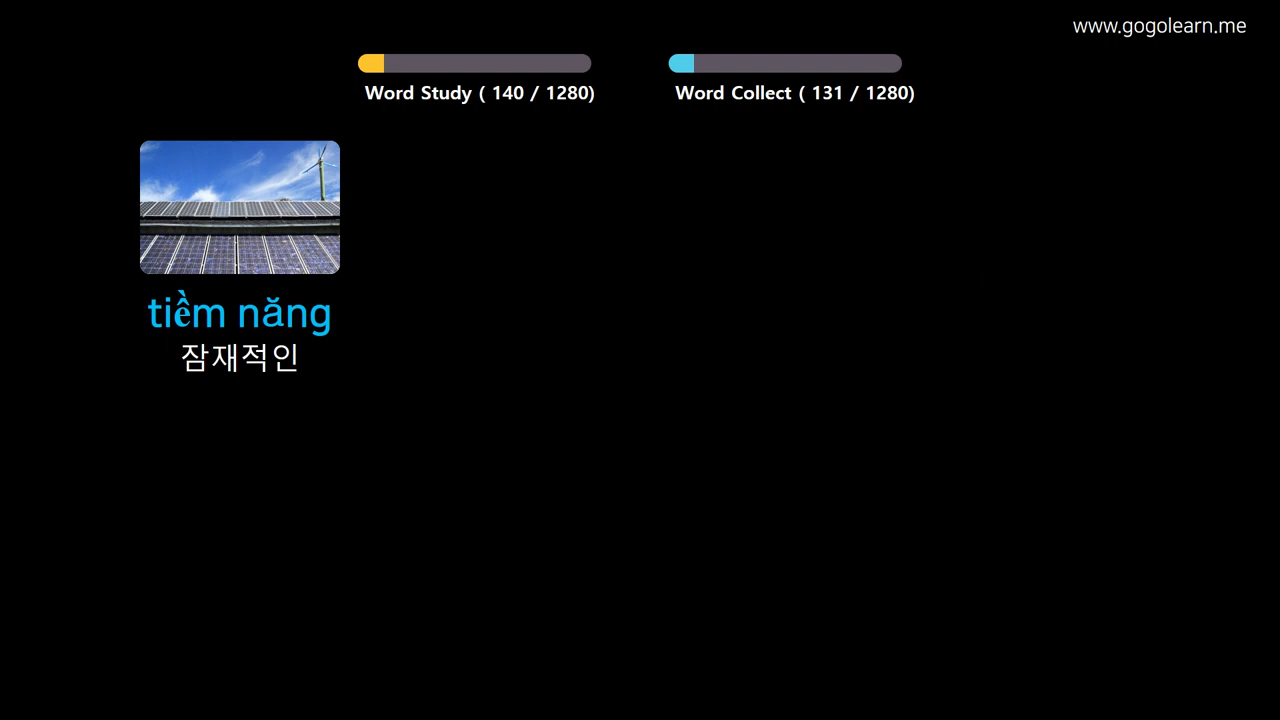 www.gogolearn.me
Word Study ( 140 / 1280)
Word Collect ( 131 / 1280)
tiềm năng
잠재적인